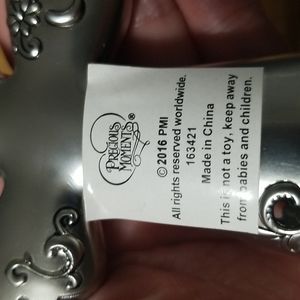 PRECIOUS
MOMENTS®
© 2016 PMI
All rights reserved worldwide.
163421
Made in China
This is not a toy, keep away
from babies and children.